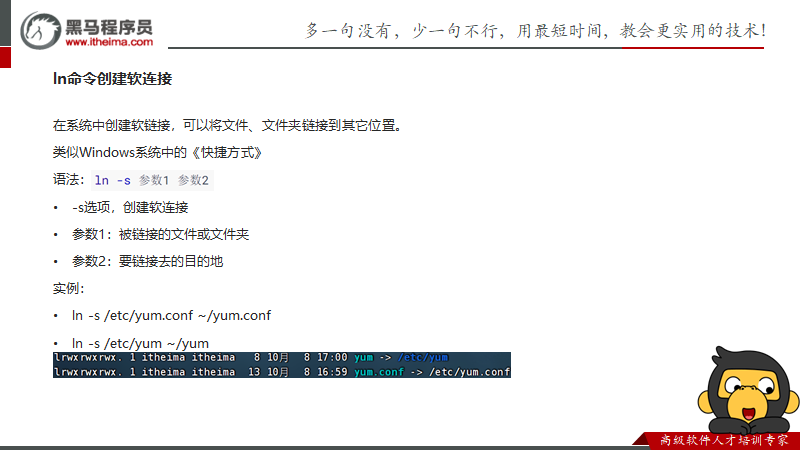 黑马程序员
www.itheima.com
多一句没有，少一句不行，用最短时间，教会更实用的技术！
ln命令创建软连接
在系统中创建软链接，可以将文件、文件夹链接到其它位置。
类似Windows系统中的《快捷方式》
语法：ln -s 参数1 参数2
• -s选项，创建软连接
• 参数1：被链接的文件或文件夹
• 参数2：要链接去的目的地
实例：
• ln -s /etc/yum.conf ~/yum.conf
• ln -s /etc/yum ~/yum
lrwxrwxrwx. 1 itheima itheima 8 10月 8 17:00 yum -> /etc/yum
lrwxrwxrwx. 1 itheima itheima 13 10月 8 16:59 yum.conf -> /etc/yum.conf
高级软件人才培训专家